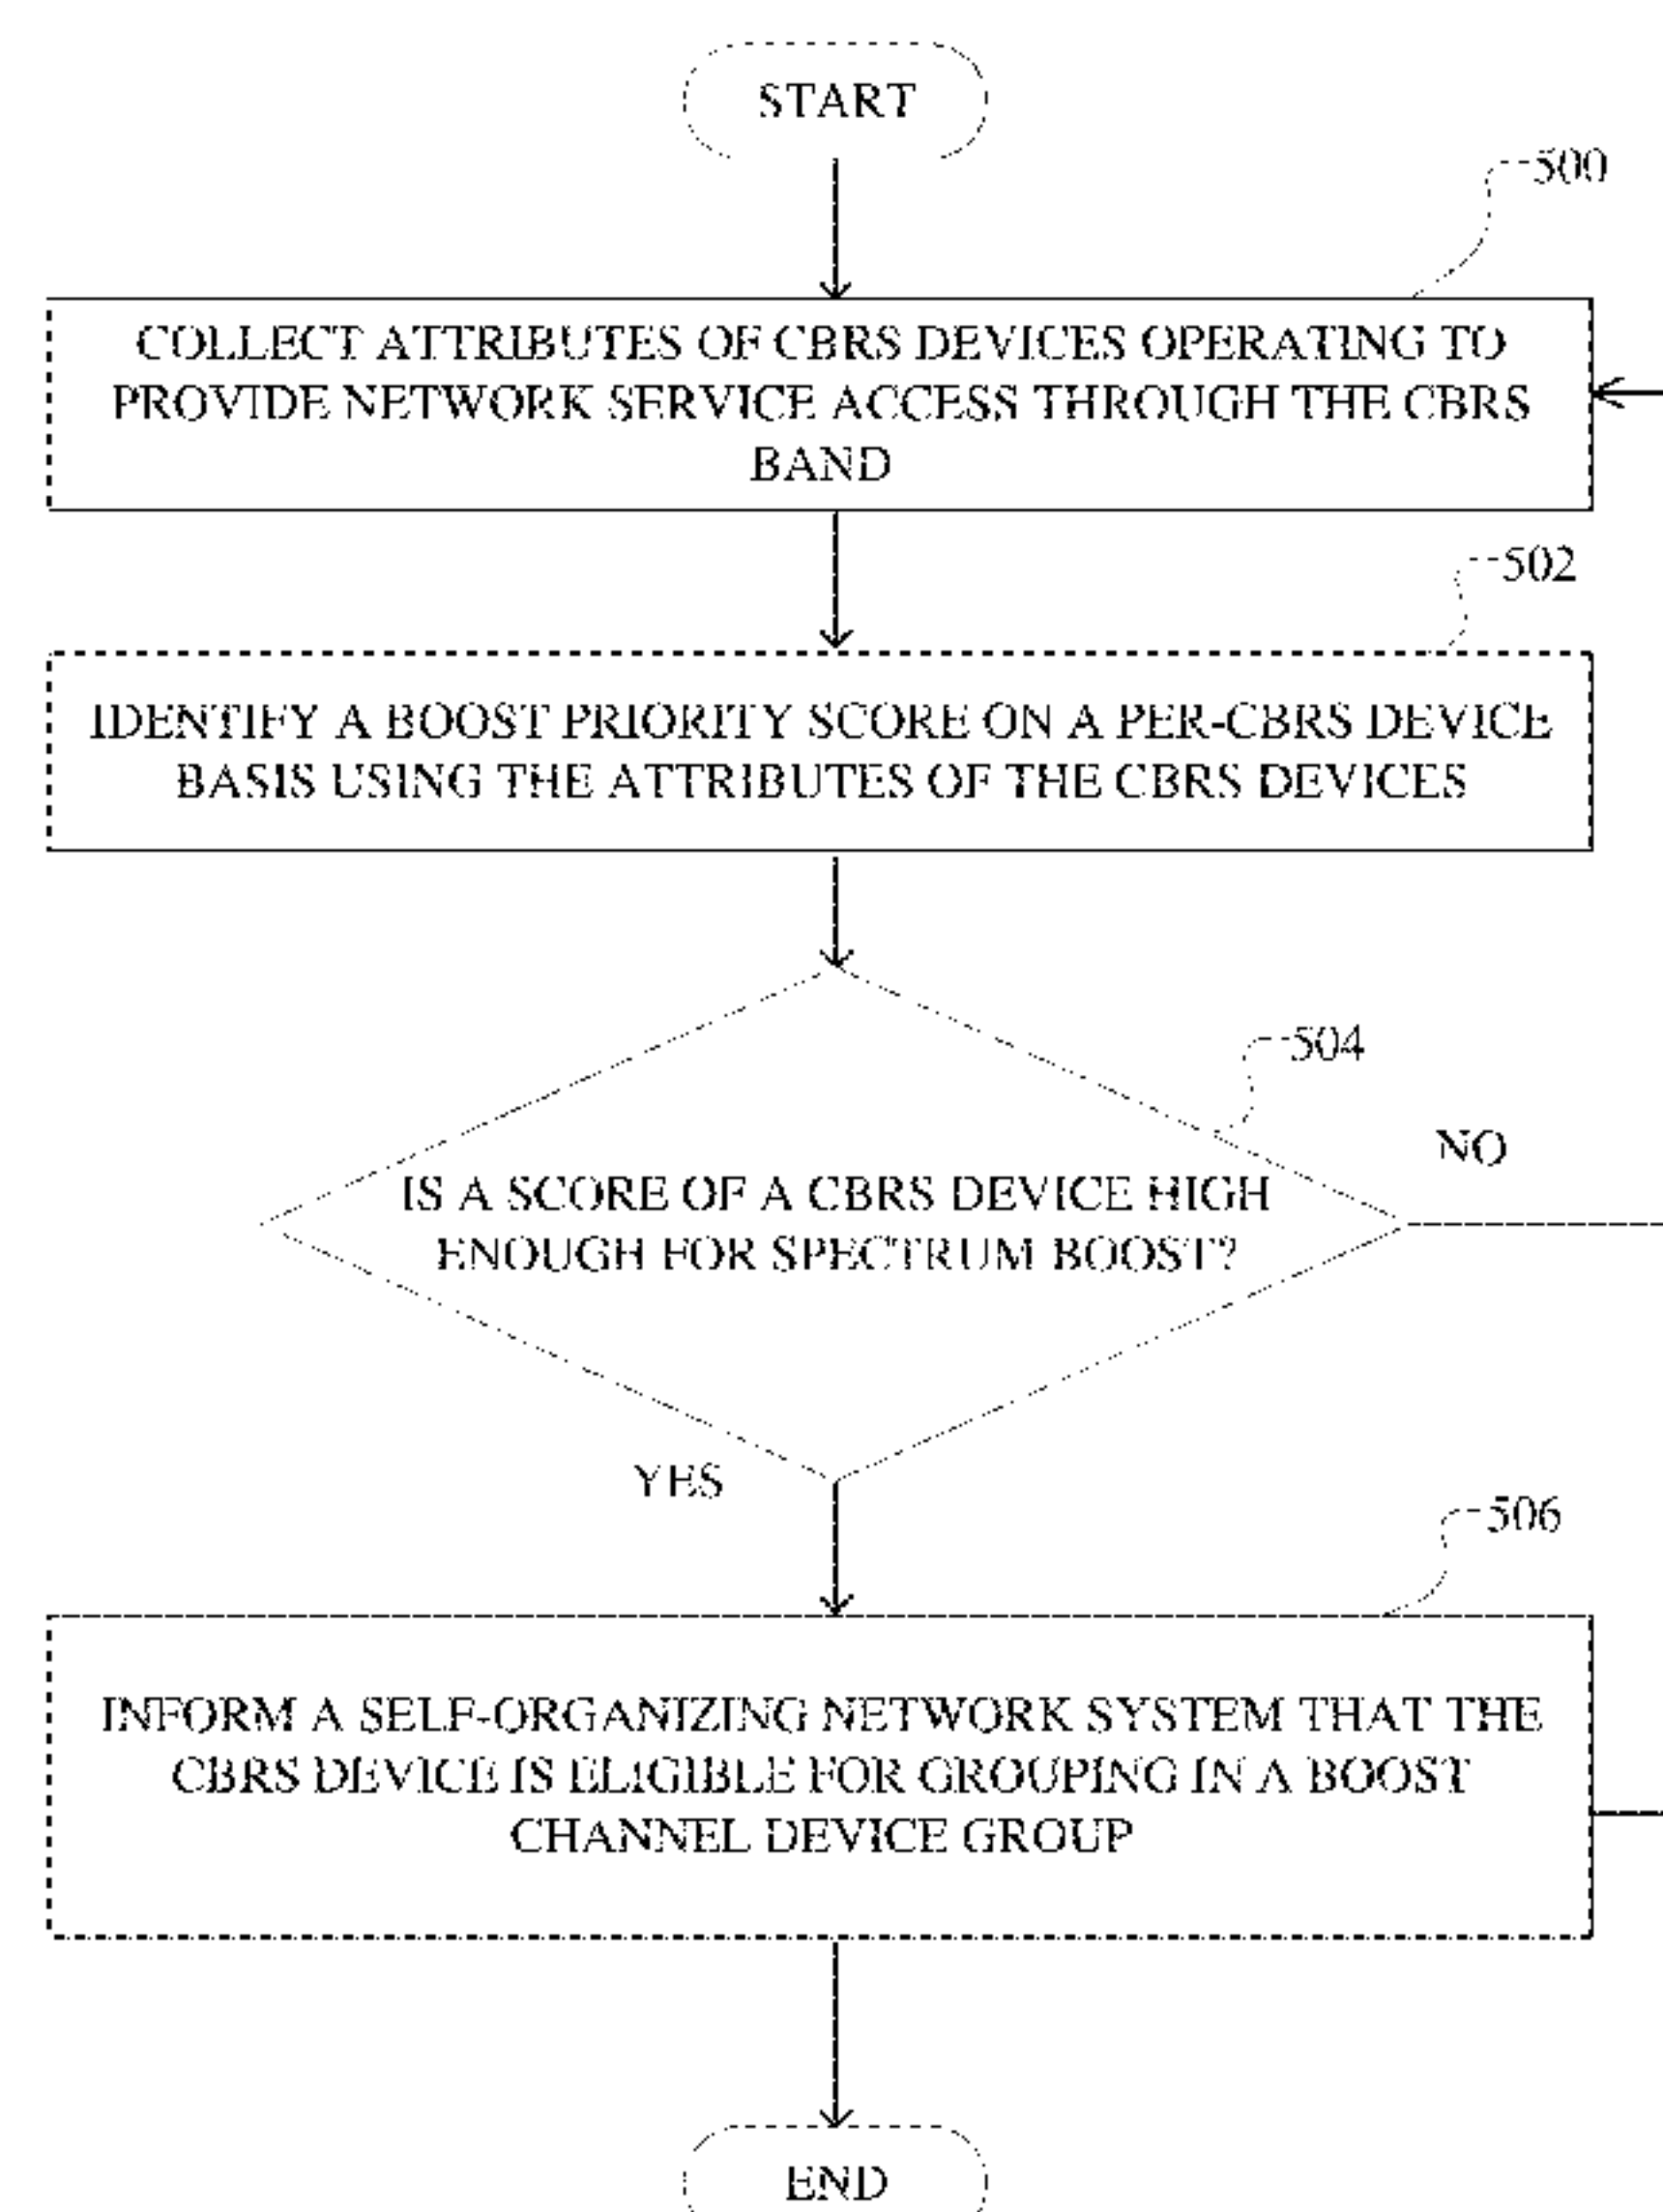 START
500
COLLECT ATTRIBUTES OF CBRS DEVICES OPERATING TO
PROVIDE NETWORK SERVICE ACCESS THROUGH THE CBRS
BAND
502
IDENTIFY A BOOST PRIORITY SCORE ON A PER-CBRS DEVICE
BASIS USING THE ATTRIBUTES OF THE CBRS DEVICES
504
NO
IS A SCORE OF A CBRS DEVICE HIGH
ENOUGH FOR SPECTRUM BOOST?
YES
506
INFORM A SELF-ORGANIZING NETWORK SYSTEM THAT THE
CBRS DEVICE IS ELIGIBLE FOR GROUPING IN A BOOST
CHANNEL DEVICE GROUP
END